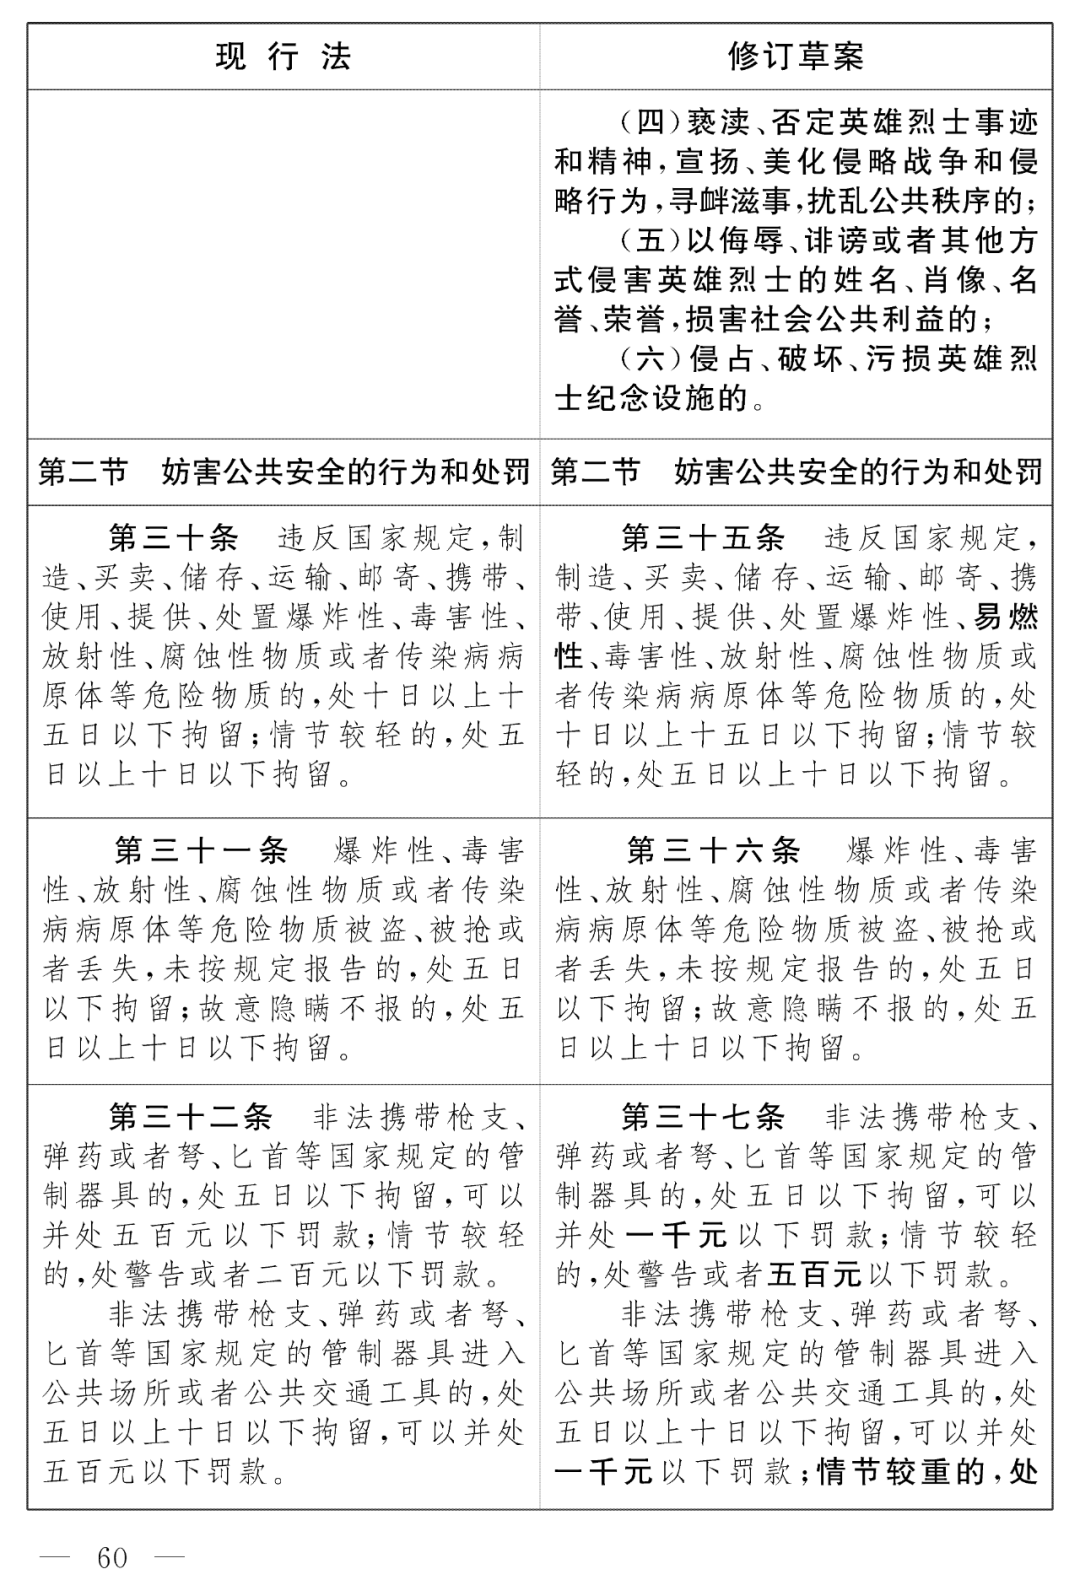 现行法
修订草案
（四）亵渎、否定英雄烈士事迹
和精神，宣扬、美化侵略战争和侵
略行为，寻衅滋事，扰乱公共秩序的；
（五）以侮辱、诽谤或者其他方
式侵害英雄烈士的姓名、肖像、名
誉、荣誉，损害社会公共利益的；
（六）侵占、破坏、污损英雄烈
士纪念设施的。
第二节　妨害公共安全的行为和处罚
第二节　妨害公共安全的行为和处罚
第三十条　违反国家规定，制
造、买卖、储存、运输、邮寄、携带、
使用、提供、处置爆炸性、毒害性、
放射性、腐蚀性物质或者传染病病
原体等危险物质的，处十日以上十
五日以下拘留；情节较轻的，处五
日以上十日以下拘留。
第三十五条　违反国家规定，
制造、买卖、储存、运输、邮寄、携
带、使用、提供、处置爆炸性、易燃
性、毒害性、放射性、腐蚀性物质或
者传染病病原体等危险物质的，处
十日以上十五日以下拘留；情节较
轻的，处五日以上十日以下拘留。
第三十一条　爆炸性、毒害
性、放射性、腐蚀性物质或者传染
病病原体等危险物质被盗、被抢或
者丢失，未按规定报告的，处五日
以下拘留；故意隐瞒不报的，处五
日以上十日以下拘留。
第三十六条　爆炸性、毒害
性、放射性、腐蚀性物质或者传染
病病原体等危险物质被盗、被抢或
者丢失，未按规定报告的，处五日
以下拘留；故意隐瞒不报的，处五
日以上十日以下拘留。
第三十二条　非法携带枪支、
弹药或者弩、匕首等国家规定的管
制器具的，处五日以下拘留，可以
并处五百元以下罚款；情节较轻
的，处警告或者二百元以下罚款。
非法携带枪支、弹药或者弩、
匕首等国家规定的管制器具进入
公共场所或者公共交通工具的，处
五日以上十日以下拘留，可以并处
五百元以下罚款。
第三十七条　非法携带枪支、
弹药或者弩、匕首等国家规定的管
制器具的，处五日以下拘留，可以
并处一千元以下罚款；情节较轻
的，处警告或者五百元以下罚款。
非法携带枪支、弹药或者弩、
匕首等国家规定的管制器具进入
公共场所或者公共交通工具的，处
五日以上十日以下拘留，可以并处
一千元以下罚款；情节较重的，处
— 60 —